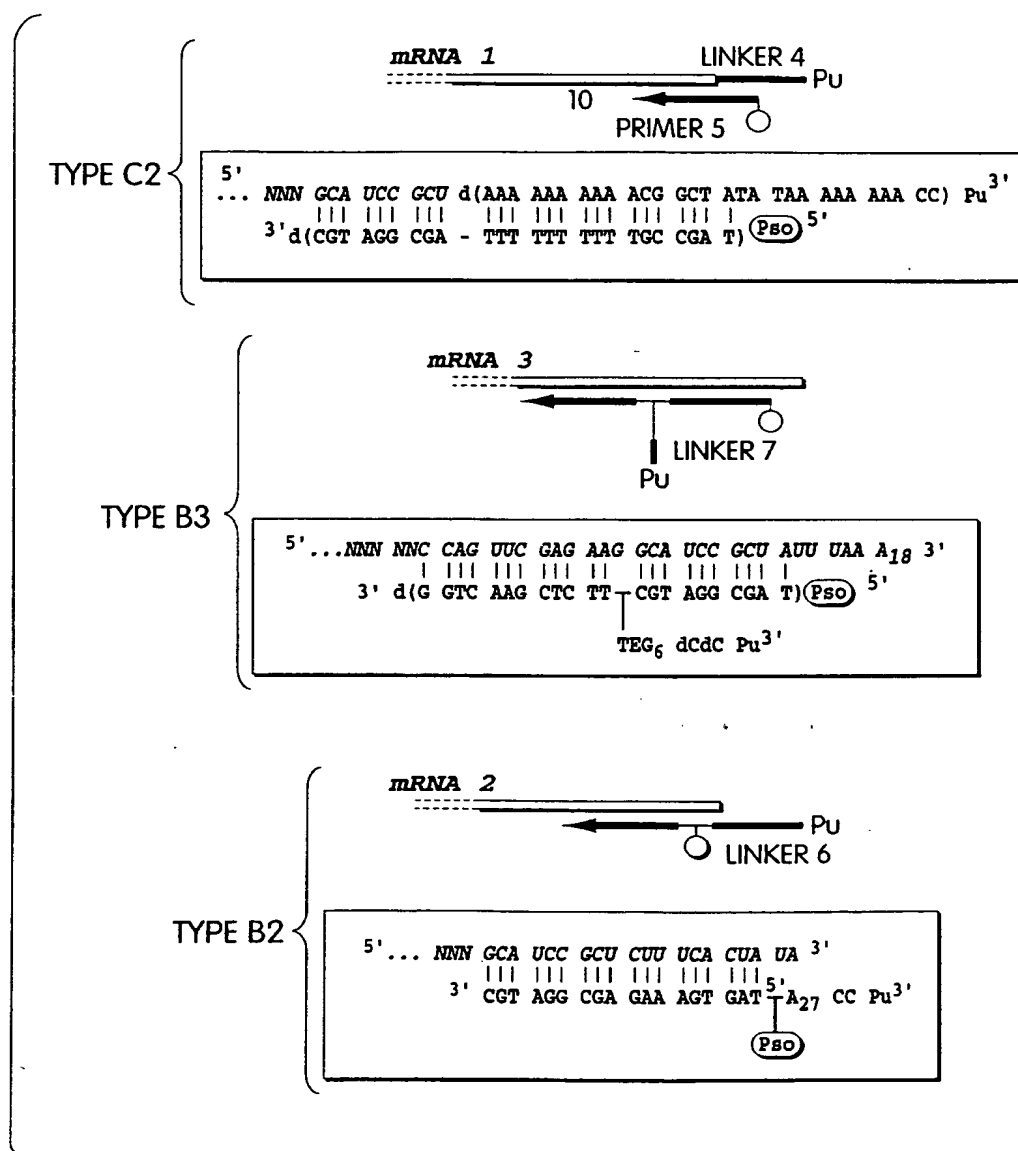 mRNA 1 LINKER 4
Pu
10
PRIMER 5
TYPE C2
5'
... NNN GCA UCC GCU d(AAA AAA AAA ACG GCT ATA TAA AAA AAA CC) Pu3'
3'd(CGT AGG CGA - TTT TTT TTT TGC CGA T) Pso 5'
mRNA 3
LINKER 7
Pu
TYPE B3
5'...NNN NNC CAG UUC GAG AAG GCA UCC GCU AUU UAA A18 3'
3' d(G GTC AAG CTC TT CGT AGG CGA T) Pso 5'
TEG6 dCdC Pu3'
mRNA 2
Pu
LINKER 6
TYPE B2
5'... NNN GCA UCC GCU CUU UCA CUA UA 3'
3' CGT AGG CGA GAA AGT GAT 5' A27 CC Pu3'
Pso